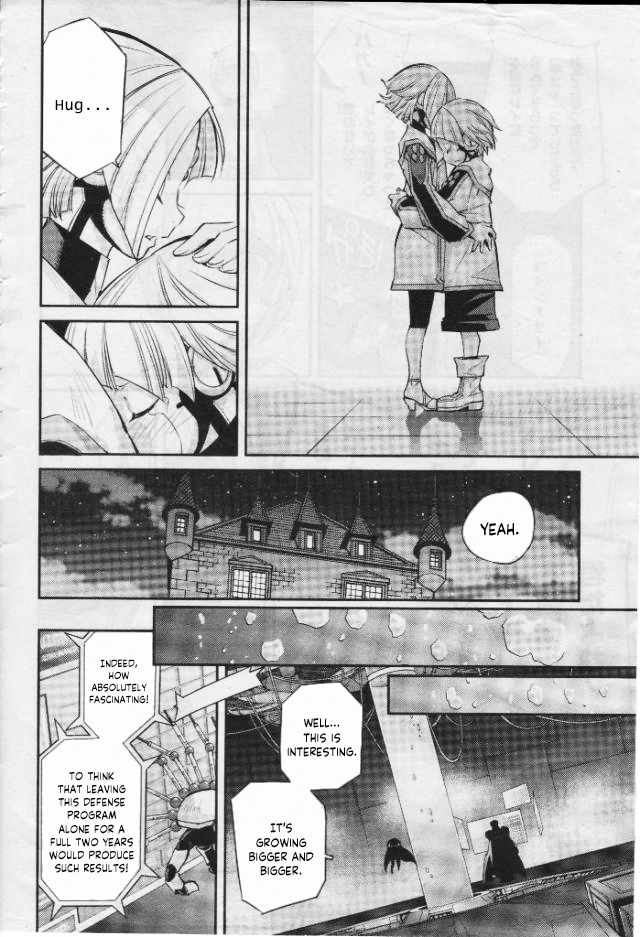 Hug...
YEAH.
WELL...
THIS IS
INTERESTING.
IT'S
GROWING
BIGGER AND
BIGGER.
INDEED,
HOW
ABSOLUTELY
FASCINATING!
TO THINK
THAT LEAVING
THIS DEFENSE
PROGRAM
ALONE FOR A
FULL TWO YEARS
WOULD PRODUCE
SUCH RESULTS!